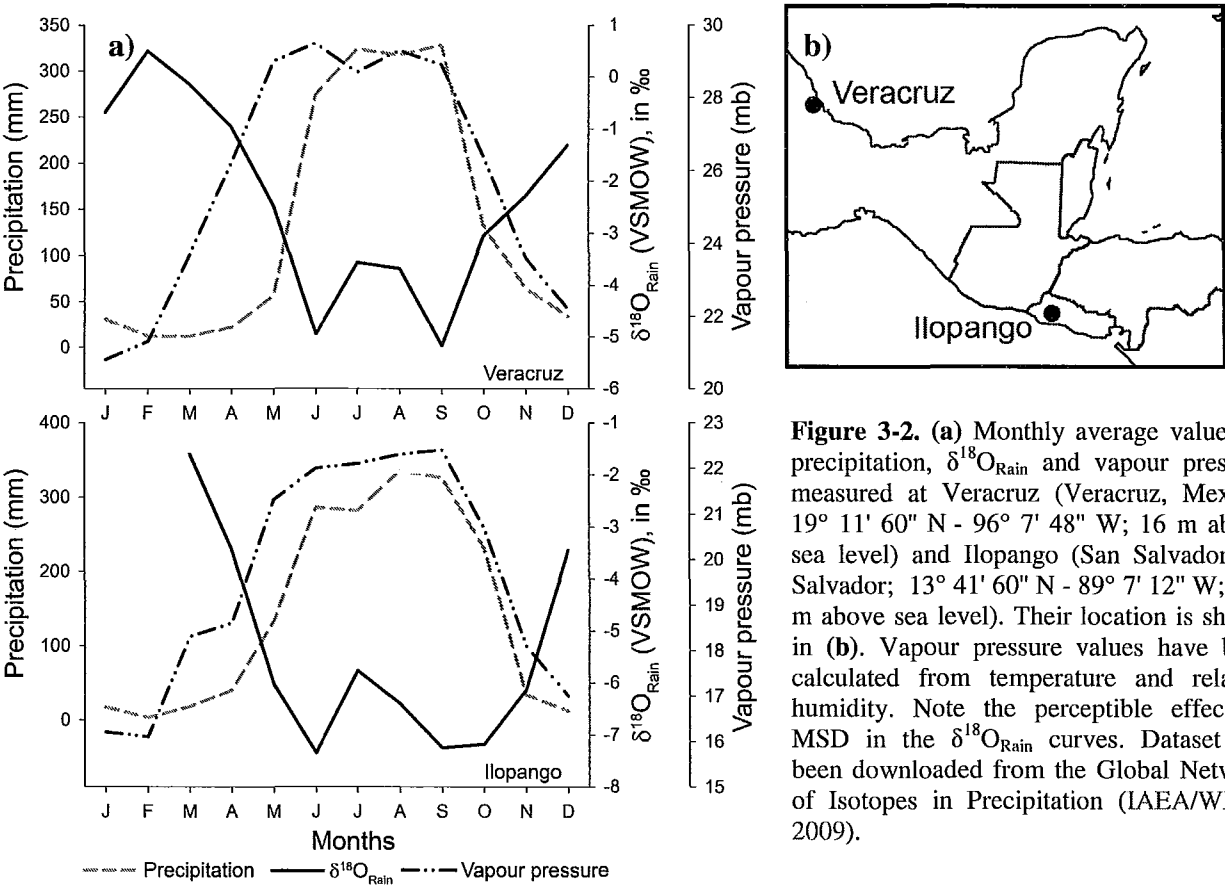 a)
350
300
250
200
150
100
50
0
Precipitation (mm)
1
0
-1
-2
-3
-4
-5
-6
δ18ORain (VSMOW), in ‰
30
28
26
24
22
20
Vapour pressure (mb)
Veracruz
J F M A M J J A S O N D
400
300
200
100
0
Precipitation (mm)
-1
-2
-3
-4
-5
-6
-7
-8
δ18ORain (VSMOW), in ‰
23
22
21
20
19
18
17
16
15
Vapour pressure (mb)
Ilopango
J F M A M J J A S O N D
Months
Precipitation δ18ORain Vapour pressure
b)
Veracruz
Ilopango
Figure 3-2. (a) Monthly average value
precipitation, δ18ORain and vapour pres
measured at Veracruz (Veracruz, Mex
19° 11' 60" N - 96° 7' 48" W; 16 m ab
sea level) and Ilopango (San Salvador
Salvador; 13° 41' 60" N - 89° 7' 12" W;
m above sea level). Their location is sh
in (b). Vapour pressure values have b
calculated from temperature and rela
humidity. Note the perceptible effec
MSD in the δ18ORain curves. Dataset
been downloaded from the Global Netw
of Isotopes in Precipitation (IAEA/W
2009).